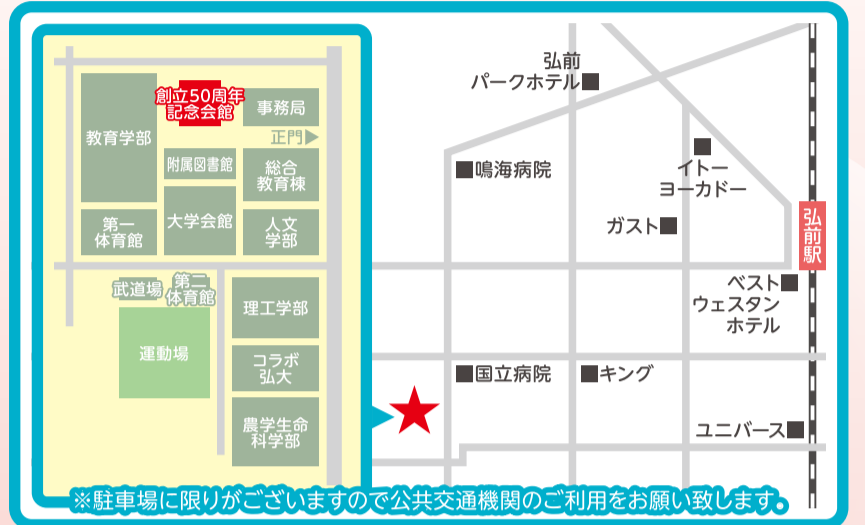 創立50周年
記念会館
事務局
教育学部
正門▶
附属図書館
総合
教育棟
大学会館
第一
体育館
人文
学部
武道場
第二
体育館
理工学部
運動場
コラボ
弘大
農学生命
科学部
弘前
パークホテル■
■鳴海病院
イトー
ヨーカドー
ガスト■
弘前駅
ベスト■
ウェスタン
ホテル
■国立病院
■キング
ユニバース■
※駐車場に限りがございますので公共交通機関のご利用をお願い致します。